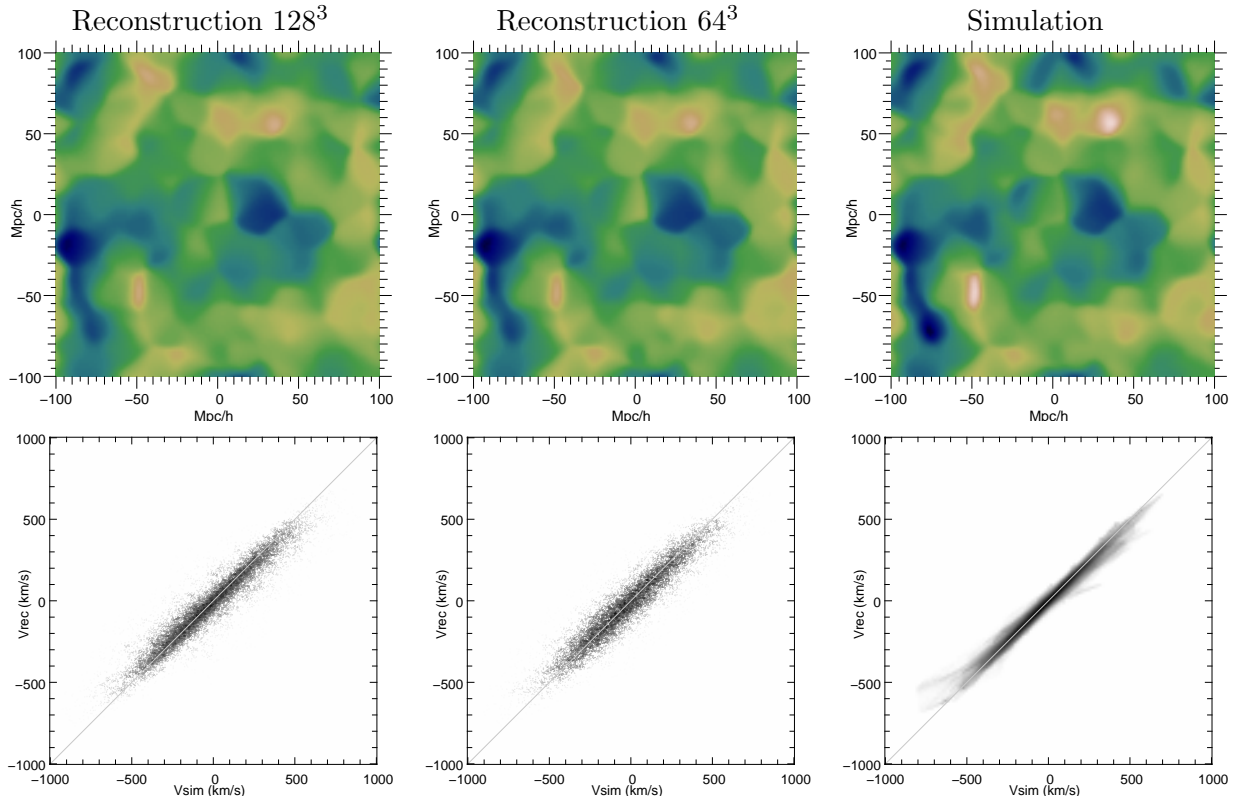 Reconstruction 128³ Reconstruction 64³ Simulation
100 100 100
50 50 50
0 0 0
−50 −50 −50
−100 −100 −100
Mpc/h Mpc/h Mpc/h
−100 −50 0 50 100 −100 −50 0 50 100 −100 −50 0 50 100
Mpc/h Mpc/h Mpc/h
1000 1000 1000
500 500 500
0 0 0
−500 −500 −500
−1000 −1000 −1000
Vrec (km/s) Vrec (km/s) Vrec (km/s)
−1000 −500 0 500 1000 −1000 −500 0 500 1000 −1000 −500 0 500 1000
Vsim (km/s) Vsim (km/s) Vsim (km/s)